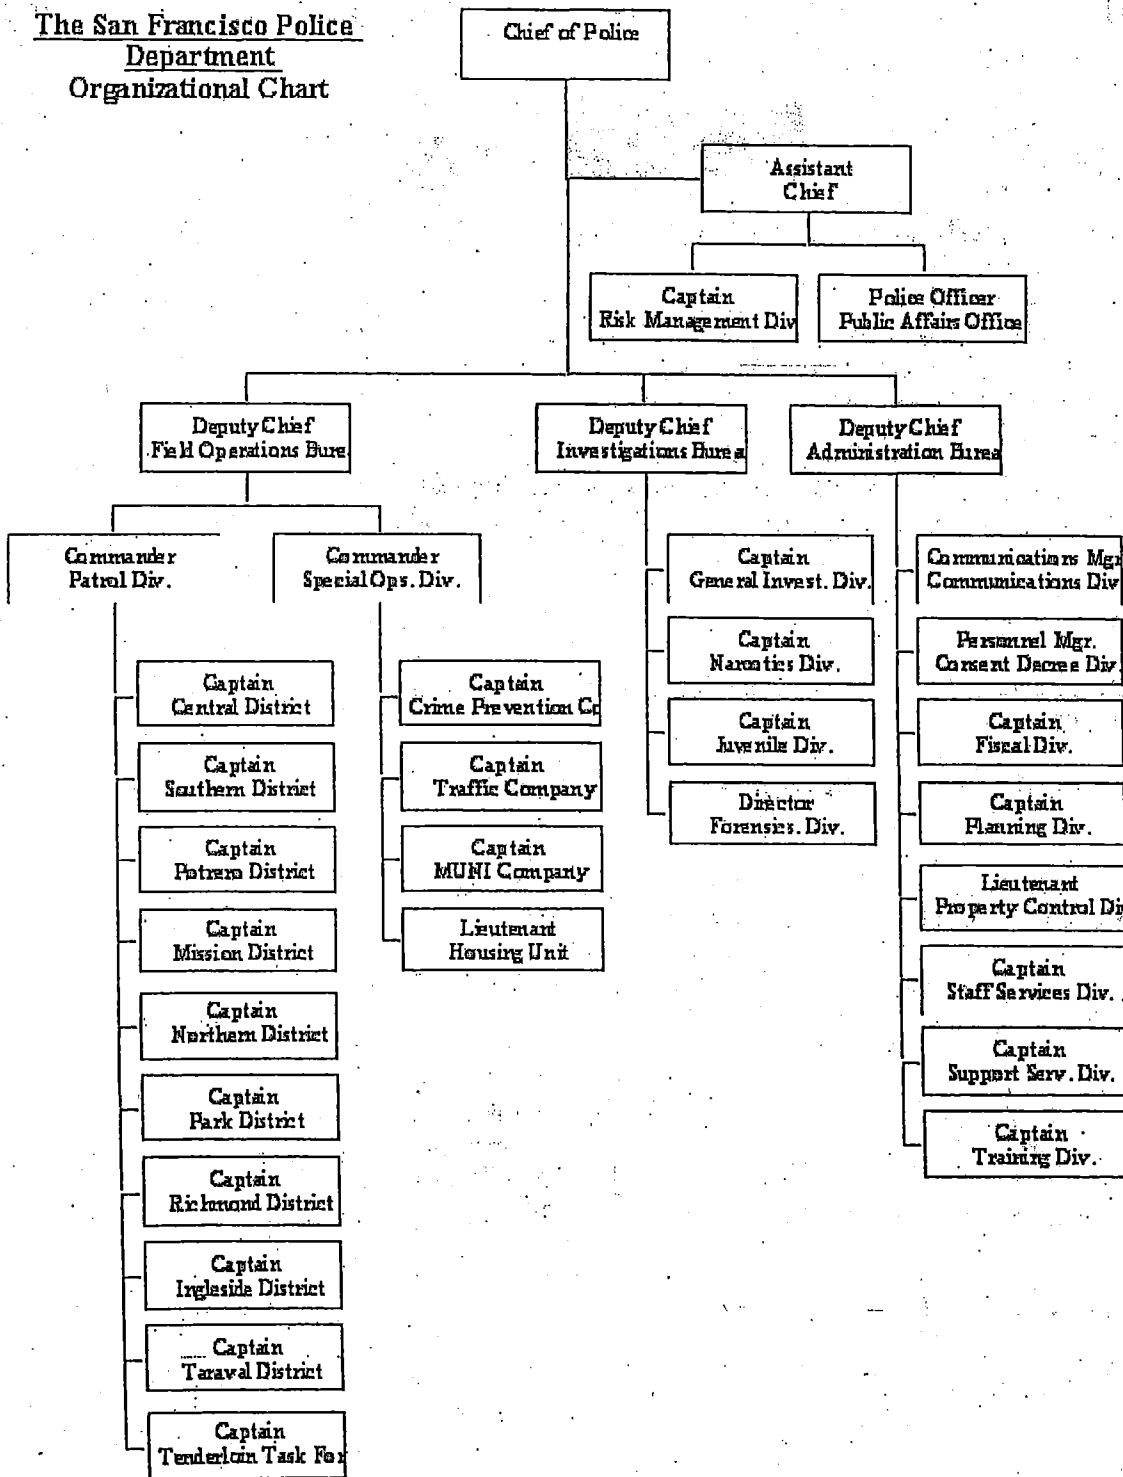 The San Francisco Police
Department
Organizational Chart
Chief of Police
Assistant
Chief
Captain
Risk Management Div
Police Officer
Public Affairs Office
Deputy Chief
Field Operations Burea
Deputy Chief
Investigations Burea
Deputy Chief
Administration Burea
Commander
Patrol Div.
Commander
Special Ops. Div.
Captain
Central District
Captain
Southern District
Captain
Potrero District
Captain
Mission District
Captain
Northern District
Captain
Park District
Captain
Richmond District
Captain
Ingleside District
Captain
Taraval District
Captain
Tenderloin Task For
Captain
Crime Prevention Co
Captain
Traffic Company
Captain
MUNI Company
Lieutenant
Housing Unit
Captain
General Invest. Div.
Captain
Narcotics Div.
Captain
Juvenile Div.
Director
Forensics. Div.
Communications Mgr
Communications Div
Personnel Mgr.
Consent Decree Div.
Captain
Fiscal Div.
Captain
Planning Div.
Lieutenant
Property Control Div
Captain
Staff Services Div.
Captain
Support Serv. Div.
Captain
Training Div.